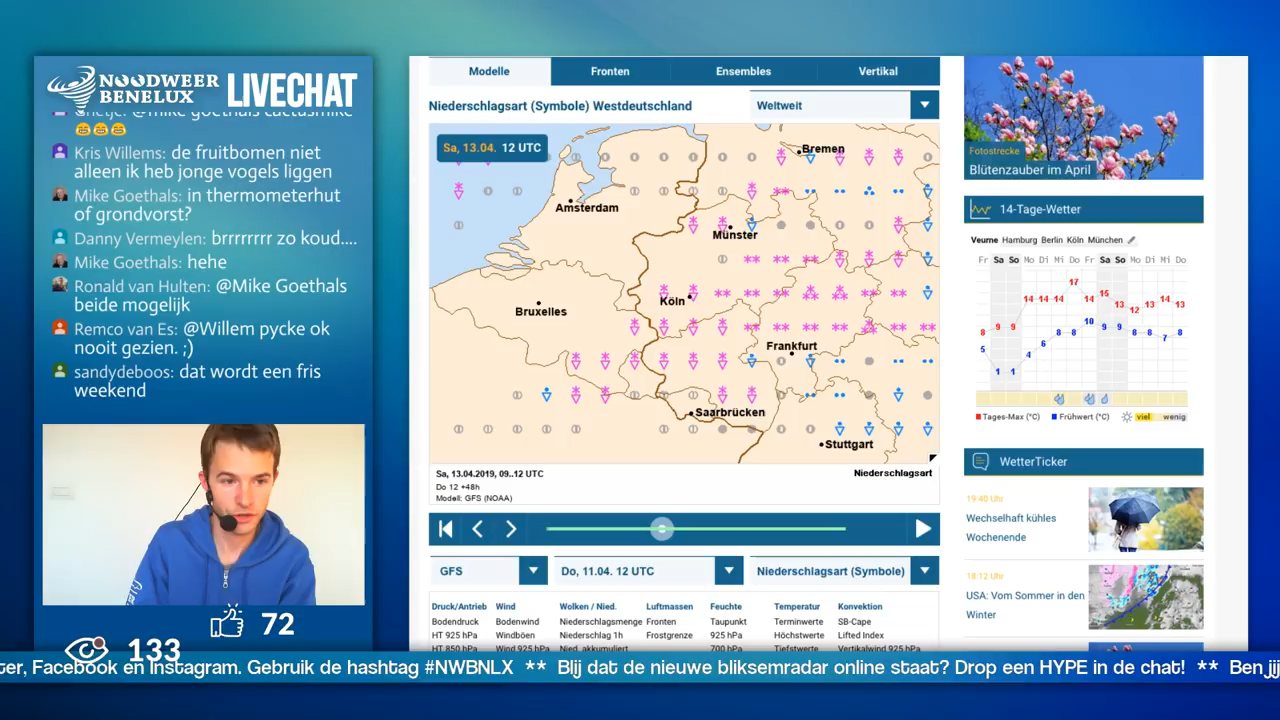 NOODWEER
BENELUX
LIVECHAT
@mike goethals cactusmike
😂😂😂
Kris Willems: de fruitbomen niet
alleen ik heb jonge vogels liggen
Mike Goethals: in thermometerhut
of grondvorst?
Danny Vermeylen: brrrrrrrr zo koud....
Mike Goethals: hehe
Ronald van Hulten: @Mike Goethals
beide mogelijk
Remco van Es: @Willem pycke ok
nooit gezien. ;)
sandydeboos: dat wordt een fris
weekend
72
133
Modelle Fronten Ensembles Vertikal
Niederschlagsart (Symbole) Westdeutschland
Weltweit
Sa, 13.04. 12 UTC
Bremen
Amsterdam
Münster
Köln
Bruxelles
Frankfurt
Saarbrücken
Stuttgart
Sa, 13.04.2019, 09..12 UTC
Niederschlagsart
Do 12 +48h
Modell: GFS (NOAA)
GFS
Do, 11.04. 12 UTC
Niederschlagsart (Symbole)
Druck/Antrieb Wind Wolken / Nied. Luftmassen Feuchte Temperatur Konvektion
Bodendruck Bodenwind Niederschlagsmenge Fronten Taupunkt Terminwerte SB-Cape
HT 925 hPa Windböen Niederschlag 1h Frostgrenze 925 hPa Höchstwerte Lifted Index
HT 850 hPa Wind 925 hPa Nied. akkumuliert 700 hPa Tiefstwerte Vertikalwind 925 hPa
Fotostrecke
Blütenzauber im April
14-Tage-Wetter
Veurne Hamburg Berlin Köln München
Fr Sa So Mo Di Mi Do Fr Sa So Mo Di Mi Do
8 9 9 14 14 14 17 14 15 13 12 13 14 13
5 1 1 4 6 8 8 10 9 9 8 8 7 8
Tages-Max (°C) Frühwert (°C) viel wenig
WetterTicker
19:40 Uhr
Wechselhaft kühles
Wochenende
18:12 Uhr
USA: Vom Sommer in den
Winter
ter, Facebook en Instagram. Gebruik de hashtag #NWBNLX ** Blij dat de nieuwe bliksemradar online staat? Drop een HYPE in de chat! ** Ben jij